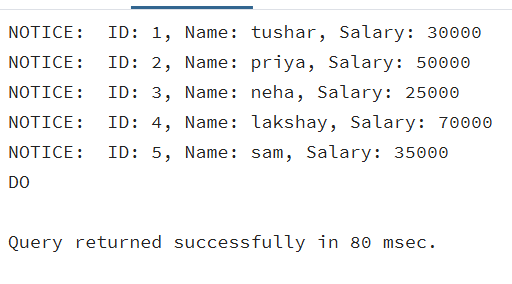 NOTICE:  ID: 1, Name: tushar, Salary: 30000
NOTICE:  ID: 2, Name: priya, Salary: 50000
NOTICE:  ID: 3, Name: neha, Salary: 25000
NOTICE:  ID: 4, Name: lakshay, Salary: 70000
NOTICE:  ID: 5, Name: sam, Salary: 35000
DO
Query returned successfully in 80 msec.